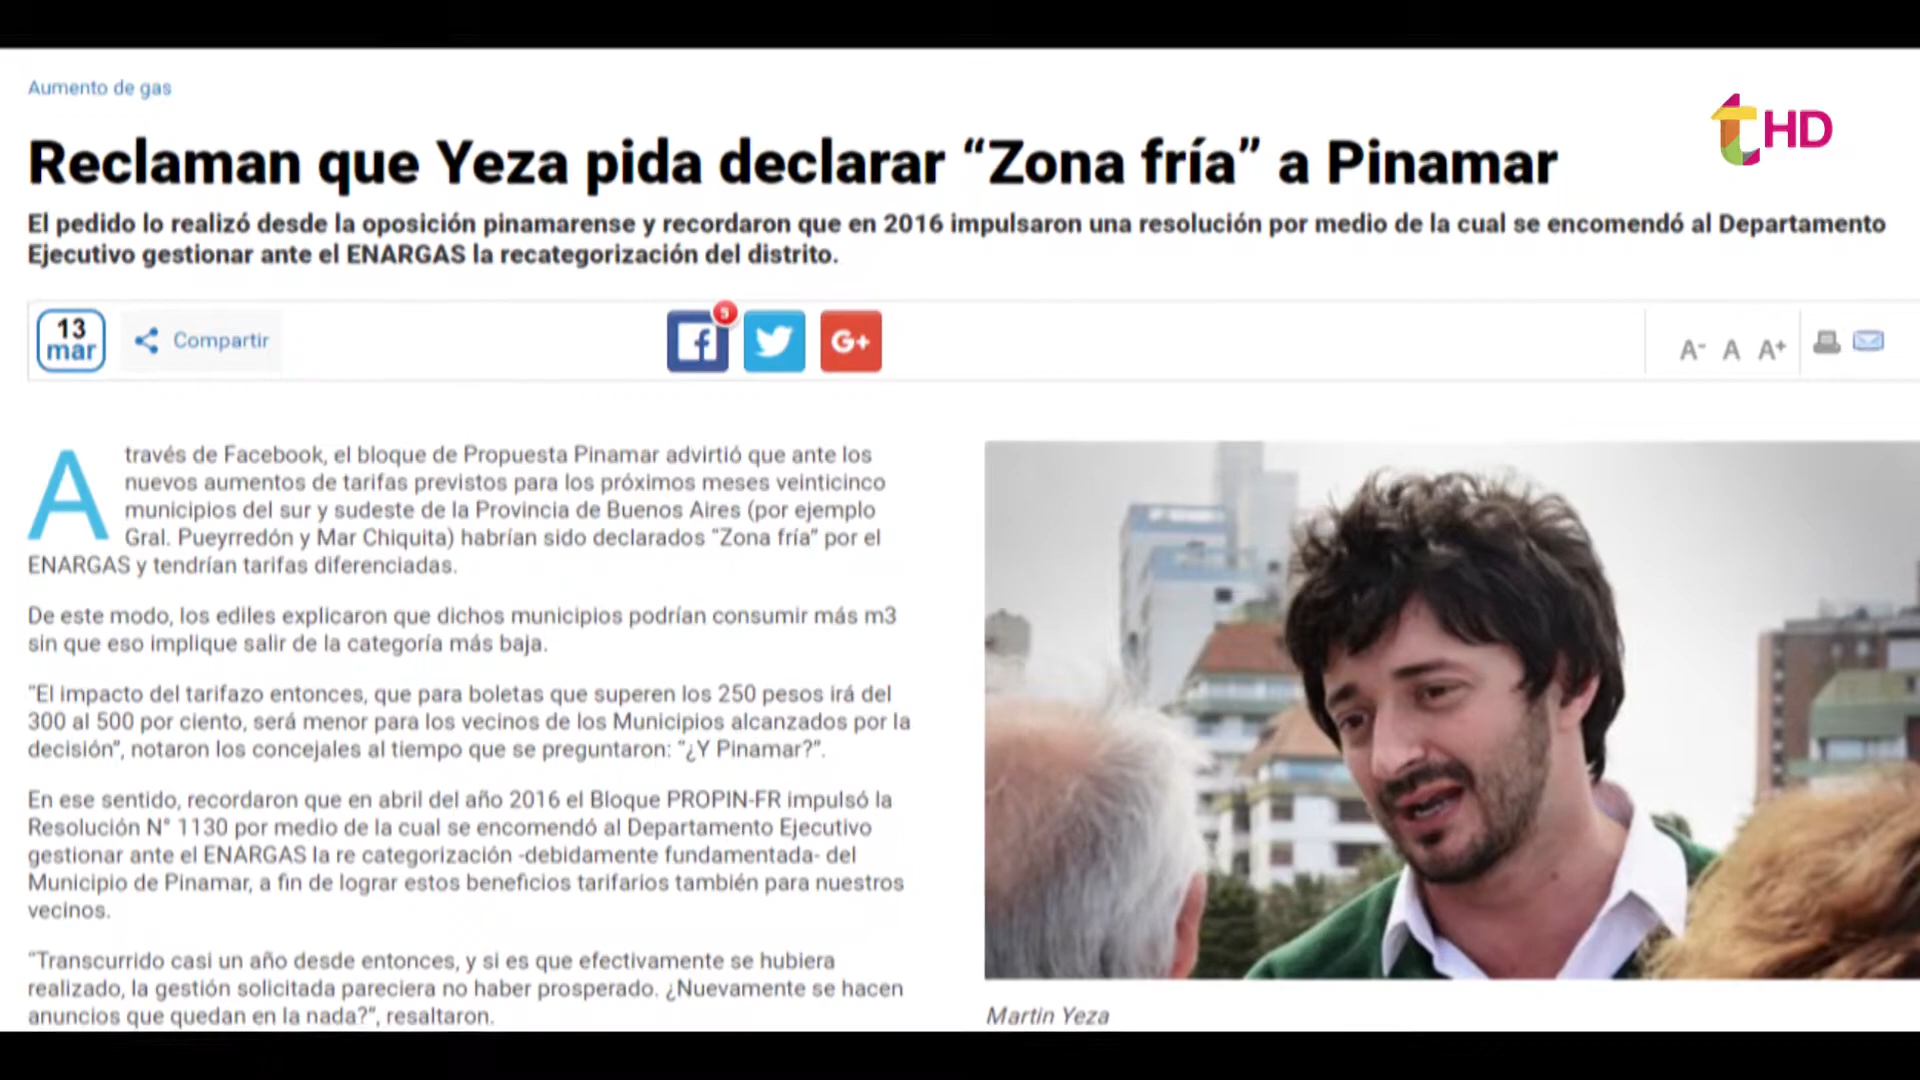 Aumento de gas
HD
Reclaman que Yeza pida declarar “Zona fría” a Pinamar
El pedido lo realizó desde la oposición pinamarense y recordaron que en 2016 impulsaron una resolución por medio de la cual se encomendó al Departamento
Ejecutivo gestionar ante el ENARGAS la recategorización del distrito.
13
mar
Compartir
5
G+
A- A A+
A través de Facebook, el bloque de Propuesta Pinamar advirtió que ante los
nuevos aumentos de tarifas previstos para los próximos meses veinticinco
municipios del sur y sudeste de la Provincia de Buenos Aires (por ejemplo
Gral. Pueyrredón y Mar Chiquita) habrían sido declarados “Zona fría” por el
ENARGAS y tendrían tarifas diferenciadas.
De este modo, los ediles explicaron que dichos municipios podrían consumir más m3
sin que eso implique salir de la categoría más baja.
“El impacto del tarifazo entonces, que para boletas que superen los 250 pesos irá del
300 al 500 por ciento, será menor para los vecinos de los Municipios alcanzados por la
decisión”, notaron los concejales al tiempo que se preguntaron: “¿Y Pinamar?”.
En ese sentido, recordaron que en abril del año 2016 el Bloque PROPIN-FR impulsó la
Resolución N° 1130 por medio de la cual se encomendó al Departamento Ejecutivo
gestionar ante el ENARGAS la re categorización -debidamente fundamentada- del
Municipio de Pinamar, a fin de lograr estos beneficios tarifarios también para nuestros
vecinos.
“Transcurrido casi un año desde entonces, y si es que efectivamente se hubiera
realizado, la gestión solicitada pareciera no haber prosperado. ¿Nuevamente se hacen
anuncios que quedan en la nada?”, resaltaron.
Martin Yeza